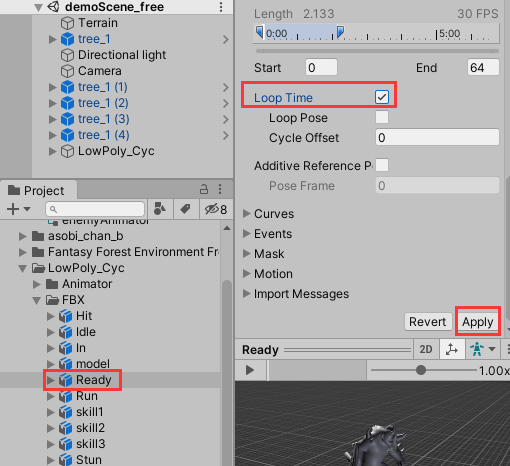 demoScene_free
Terrain
tree_1
Directional light
Camera
tree_1 (1)
tree_1 (2)
tree_1 (3)
tree_1 (4)
LowPoly_Cyc
Project
8
enemyAnimator
asobi_chan_b
Fantasy Forest Environment Fr
LowPoly_Cyc
Animator
FBX
Hit
Idle
In
model
Ready
Run
skill1
skill2
skill3
Stun
Length 2.133 30 FPS
0:00 5:00
Start 0 End 64
Loop Time
Loop Pose
Cycle Offset 0
Additive Reference P
Pose Frame 0
Curves
Events
Mask
Motion
Import Messages
Revert Apply
Ready 2D
1.00x